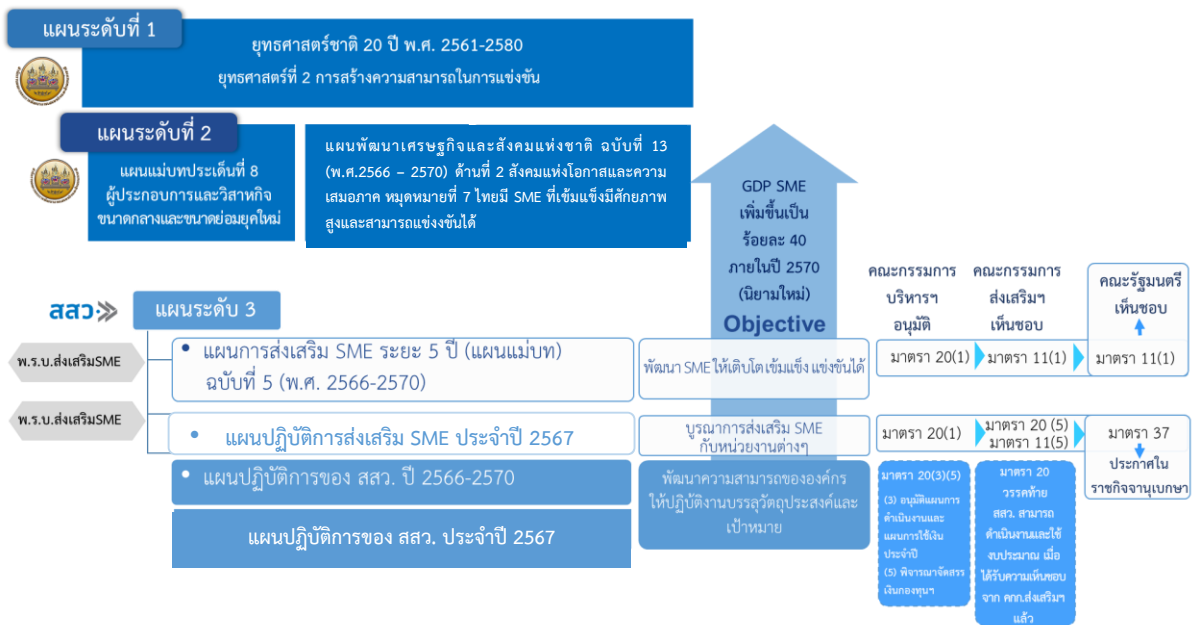 แผนระดับที่ 1
ยุทธศาสตร์ชาติ 20 ปี พ.ศ. 2561-2580
ยุทธศาสตร์ที่ 2 การสร้างความสามารถในการแข่งขัน
แผนระดับที่ 2
แผนแม่บทประเด็นที่ 8
ผู้ประกอบการและวิสาหกิจ
ขนาดกลางและขนาดย่อมยุคใหม่
แผนพัฒนาเศรษฐกิจและสังคมแห่งชาติ ฉบับที่ 13
(พ.ศ.2566 – 2570) ด้านที่ 2 สังคมแห่งโอกาสและความ
เสมอภาค หมุดหมายที่ 7 ไทยมี SME ที่เข้มแข็งมีศักยภาพ
สูงและสามารถแข่งงขันได้
GDP SME
เพิ่มขึ้นเป็น
ร้อยละ 40
ภายในปี 2570
(นิยามใหม่)
Objective
สสว
แผนระดับ 3
พ.ร.บ.ส่งเสริมSME
• แผนการส่งเสริม SME ระยะ 5 ปี (แผนแม่บท)
ฉบับที่ 5 (พ.ศ. 2566-2570)
พัฒนา SME ให้เติบโต เข้มแข็ง แข่งขันได้
คณะกรรมการ
บริหารฯ
อนุมัติ
คณะกรรมการ
ส่งเสริมฯ
เห็นชอบ
คณะรัฐมนตรี
เห็นชอบ
มาตรา 20(1)
มาตรา 11(1)
มาตรา 11(1)
พ.ร.บ.ส่งเสริมSME
• แผนปฏิบัติการส่งเสริม SME ประจำปี 2567
บูรณาการส่งเสริม SME
กับหน่วยงานต่างๆ
มาตรา 20(1)
มาตรา 20 (5)
มาตรา 11(5)
มาตรา 37
ประกาศใน
ราชกิจจานุเบกษา
• แผนปฏิบัติการของ สสว. ปี 2566-2570
แผนปฏิบัติการของ สสว. ประจำปี 2567
พัฒนาความสามารถขององค์กร
ให้ปฏิบัติงานบรรลุวัตถุประสงค์และ
เป้าหมาย
มาตรา 20(3)(5)
(3) อนุมัติแผนการ
ดำเนินงานและ
แผนการใช้เงิน
ประจำปี
(5) พิจารณาจัดสรร
เงินกองทุนฯ
มาตรา 20
วรรคท้าย
สสว. สามารถ
ดำเนินงานและใช้
งบประมาณ เมื่อ
ได้รับความเห็นชอบ
จาก คกก.ส่งเสริมฯ
แล้ว